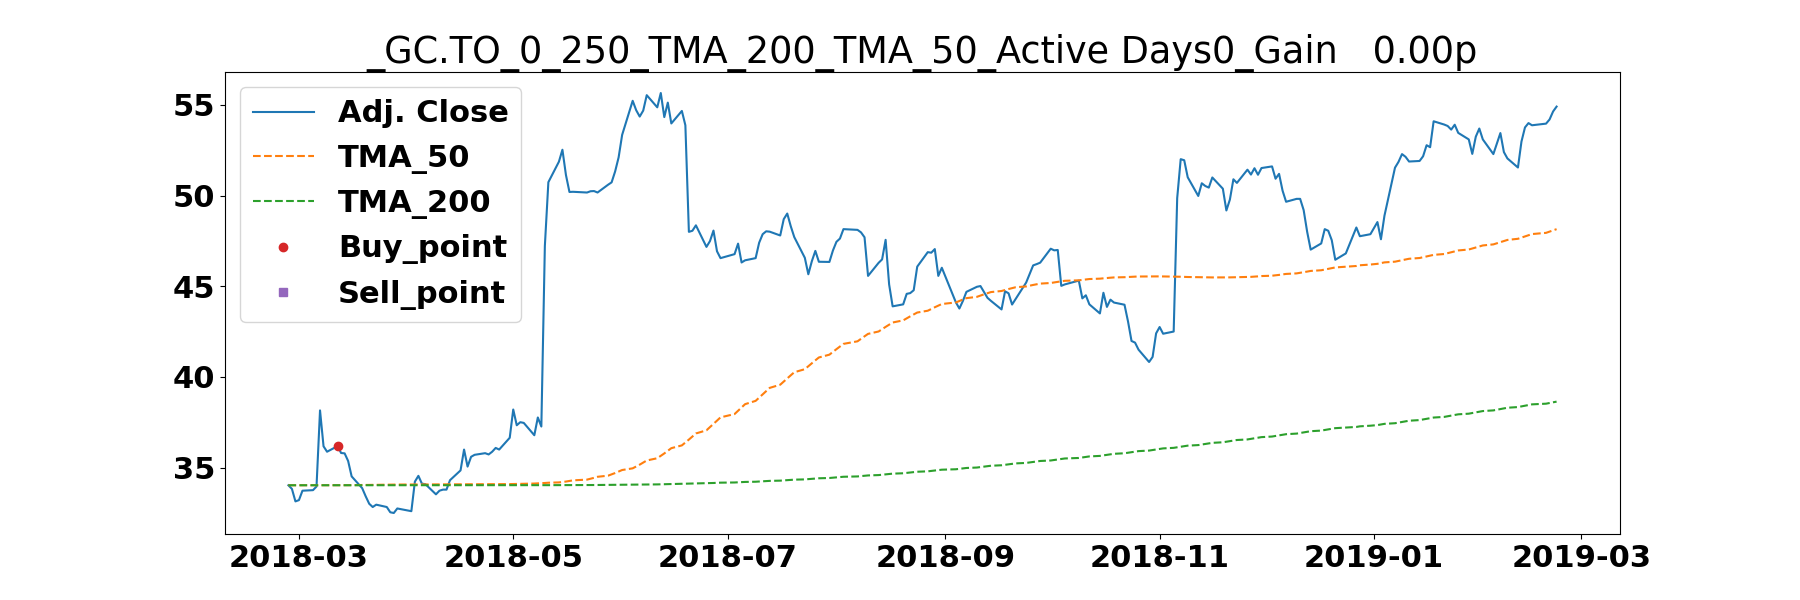 _GC.TO_0_250_TMA_200_TMA_50_Active Days0_Gain   0.00p
55
50
45
40
35
Adj. Close
TMA_50
TMA_200
Buy_point
Sell_point
2018-03 2018-05 2018-07 2018-09 2018-11 2019-01 2019-03